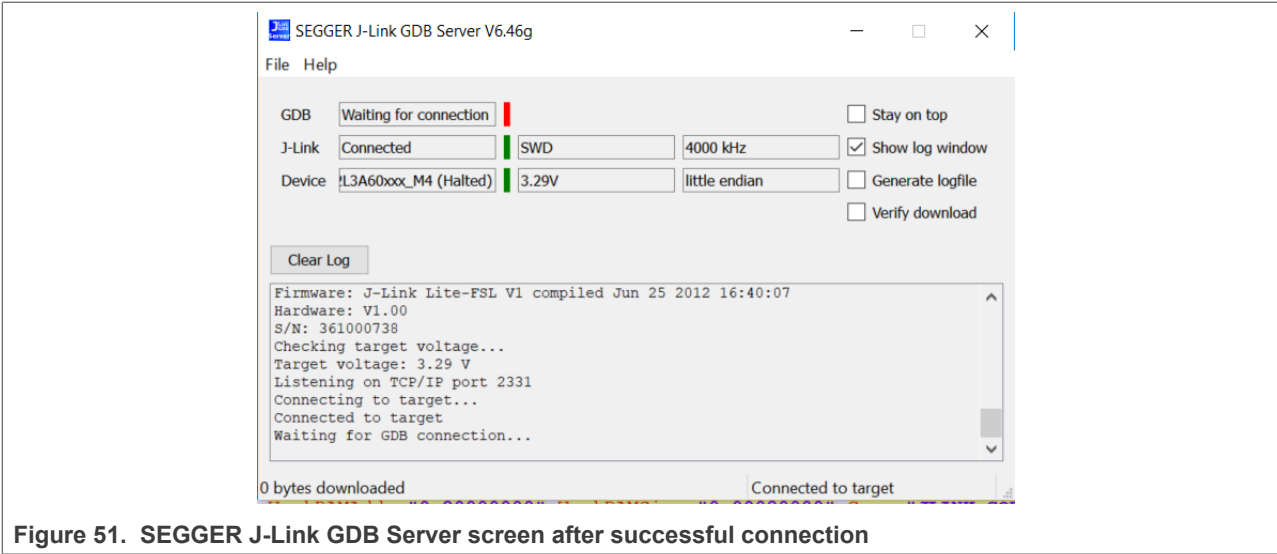 SEGGER J-Link GDB Server V6.46g
File Help
GDB Waiting for connection Stay on top
J-Link Connected SWD 4000 kHz Show log window
Device L3A60xxx_M4 (Halted) 3.29V little endian Generate logfile
Verify download
Clear Log
Firmware: J-Link Lite-FSL V1 compiled Jun 25 2012 16:40:07
Hardware: V1.00
S/N: 361000738
Checking target voltage...
Target voltage: 3.29 V
Listening on TCP/IP port 2331
Connecting to target...
Connected to target
Waiting for GDB connection...
0 bytes downloaded Connected to target
Figure 51. SEGGER J-Link GDB Server screen after successful connection